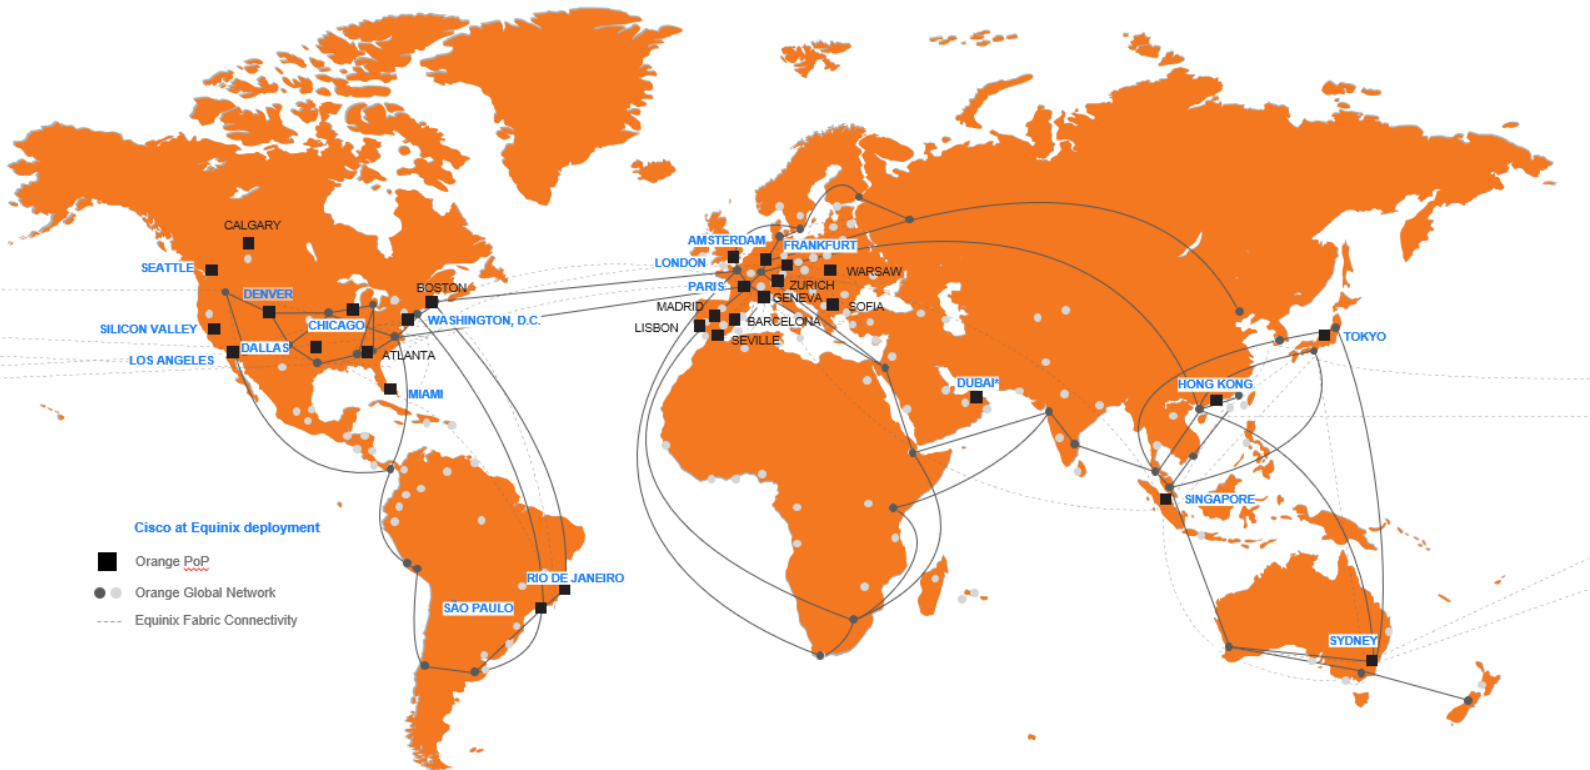 CALGARY
SEATTLE
DENVER
BOSTON
SILICON VALLEY
CHICAGO
WASHINGTON, D.C.
DALLAS
LOS ANGELES
ATLANTA
MIAMI
AMSTERDAM
FRANKFURT
LONDON
WARSAW
PARIS
ZURICH
GENEVA
MADRID
SOFIA
LISBON
BARCELONA
SEVILLE
TOKYO
DUBAI*
HONG KONG
SINGAPORE
RIO DE JANEIRO
SÃO PAULO
SYDNEY
Cisco at Equinix deployment
Orange PoP
Orange Global Network
Equinix Fabric Connectivity